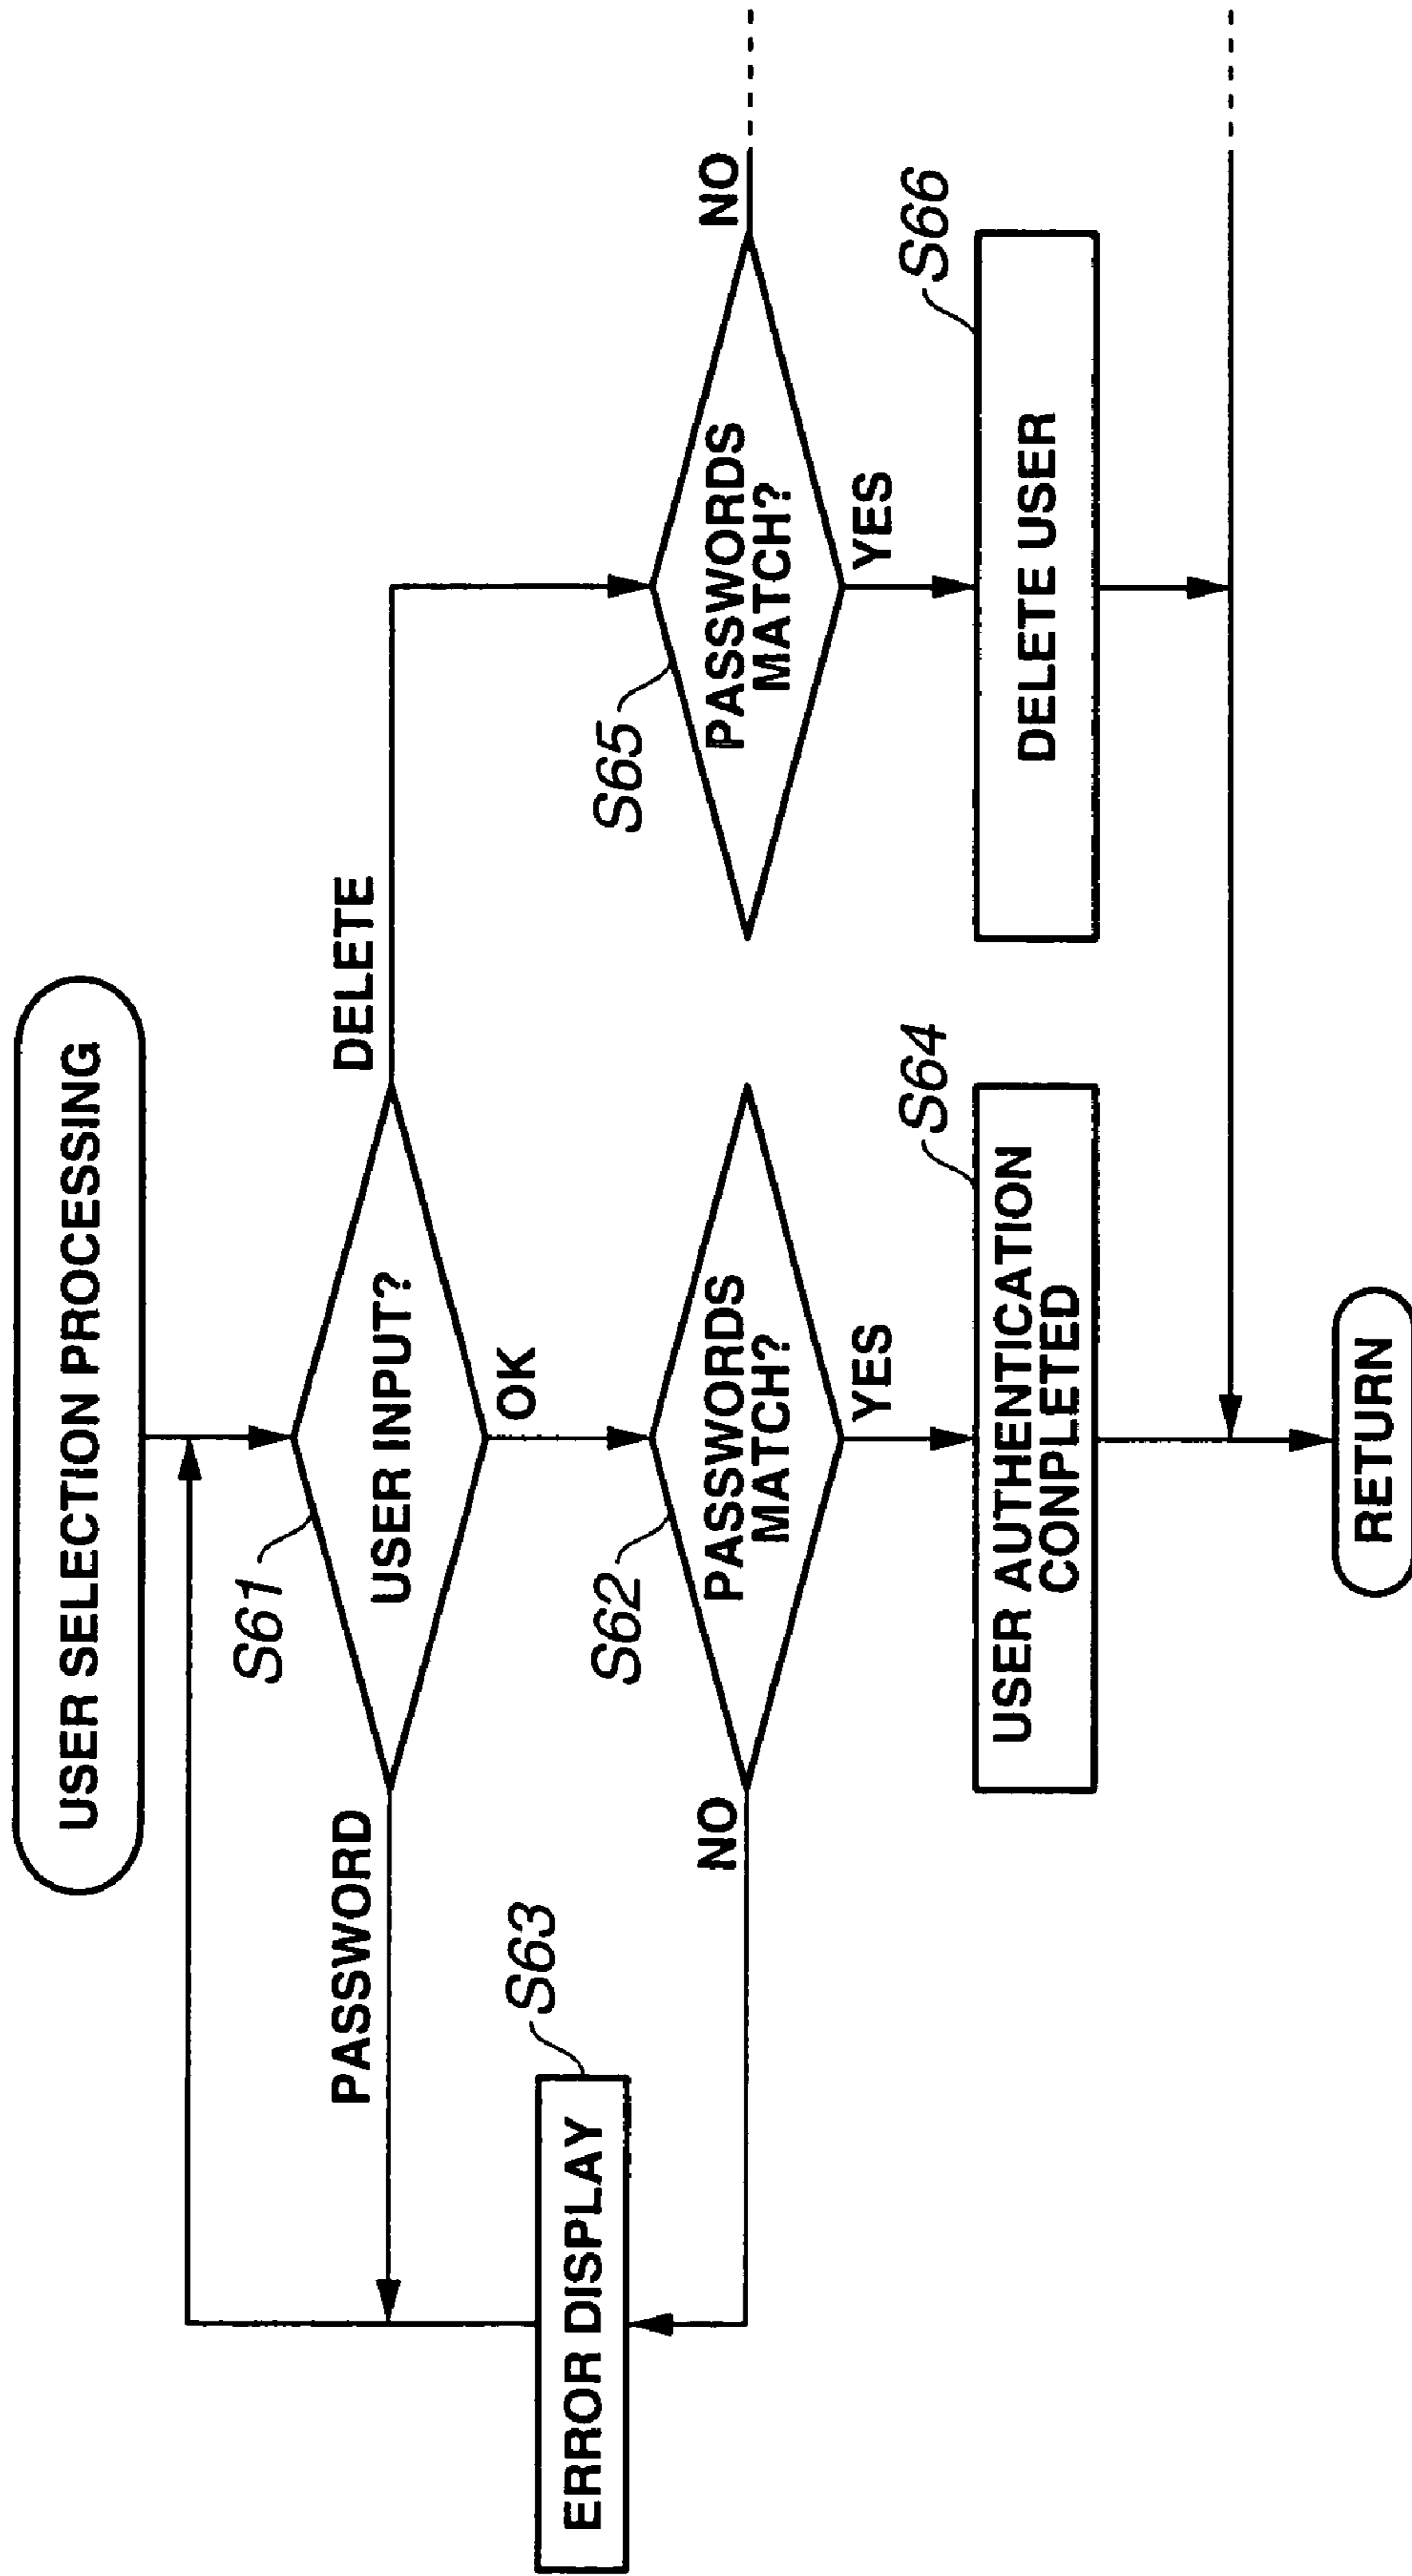 USER SELECTION PROCESSING
S61
USER INPUT?
PASSWORD
DELETE
OK
S62
PASSWORDS
MATCH?
NO
YES
S63
ERROR DISPLAY
S64
USER AUTHENTICATION
CONPLETED
S65
PASSWORDS
MATCH?
NO
YES
S66
DELETE USER
RETURN